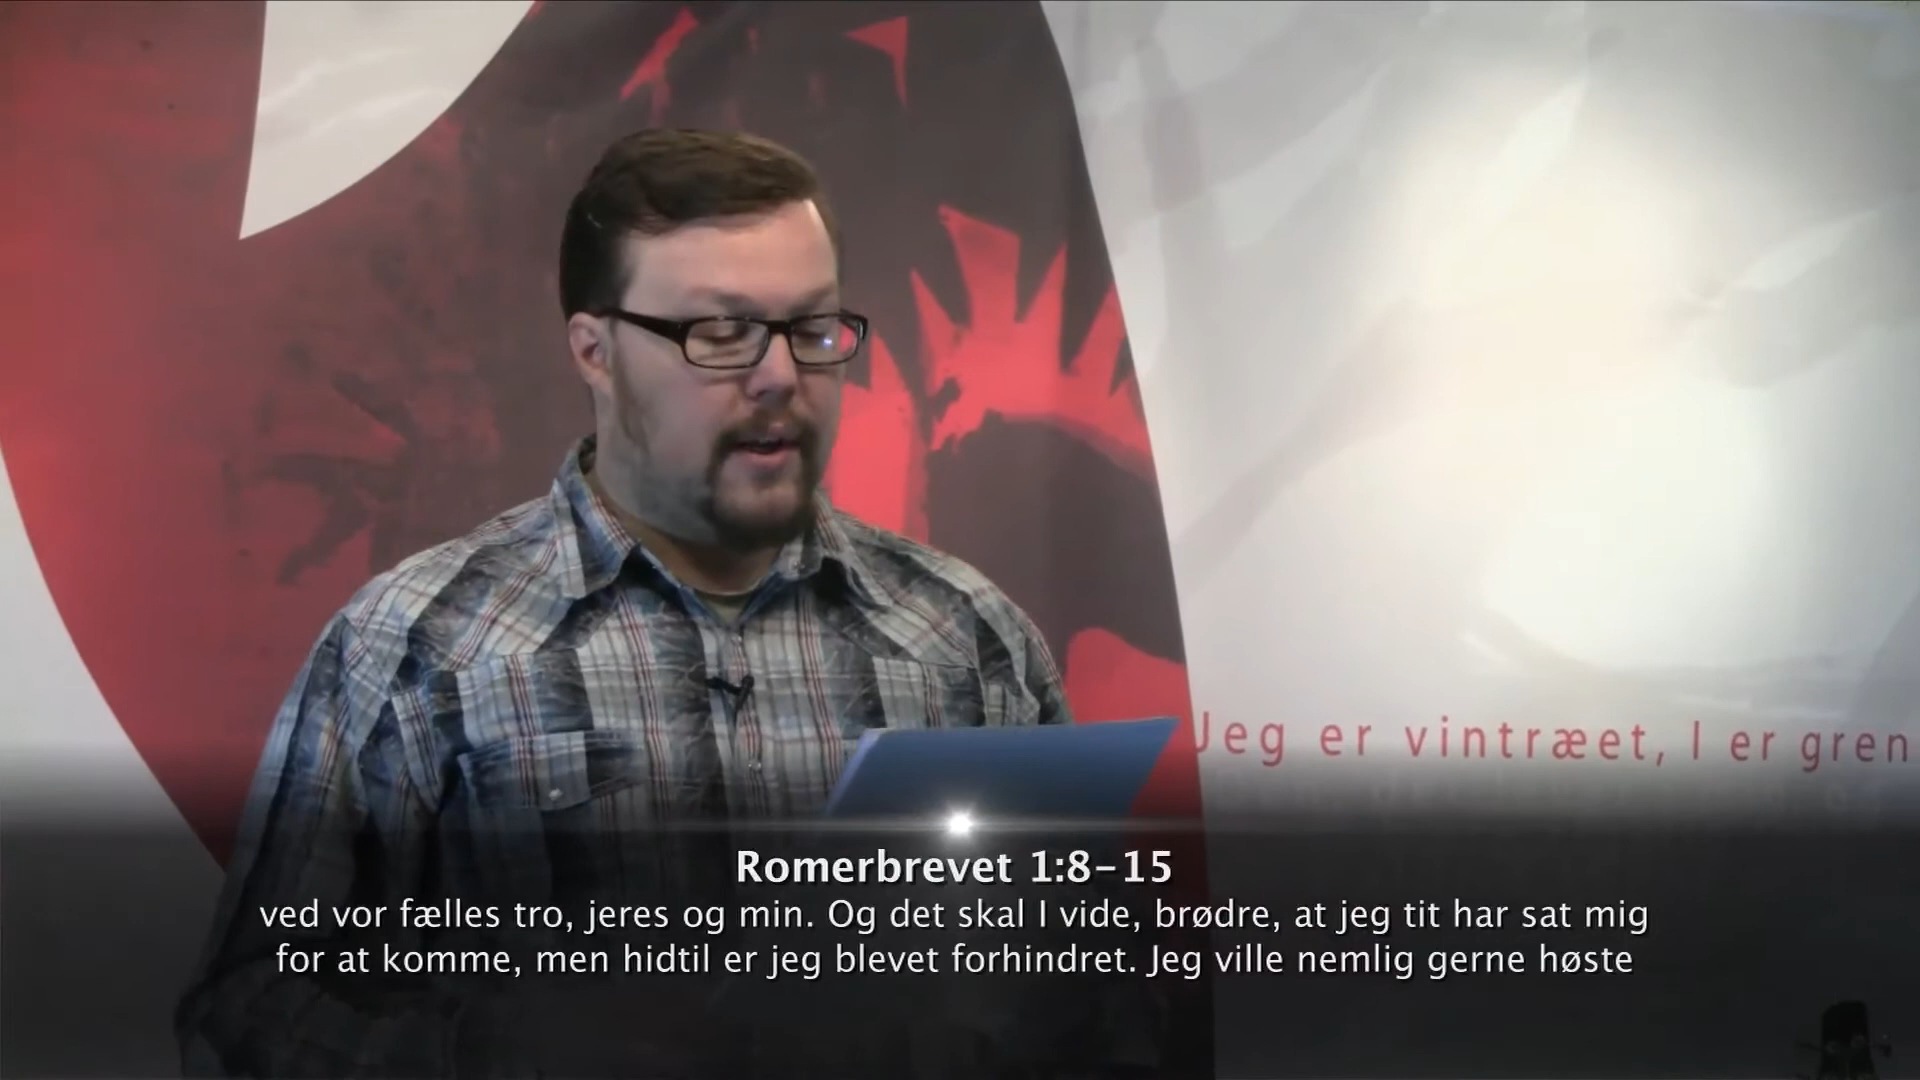 Jeg er vintræet, I er gren
Romerbrevet 1:8–15
ved vor fælles tro, jeres og min. Og det skal I vide, brødre, at jeg tit har sat mig
for at komme, men hidtil er jeg blevet forhindret. Jeg ville nemlig gerne høste